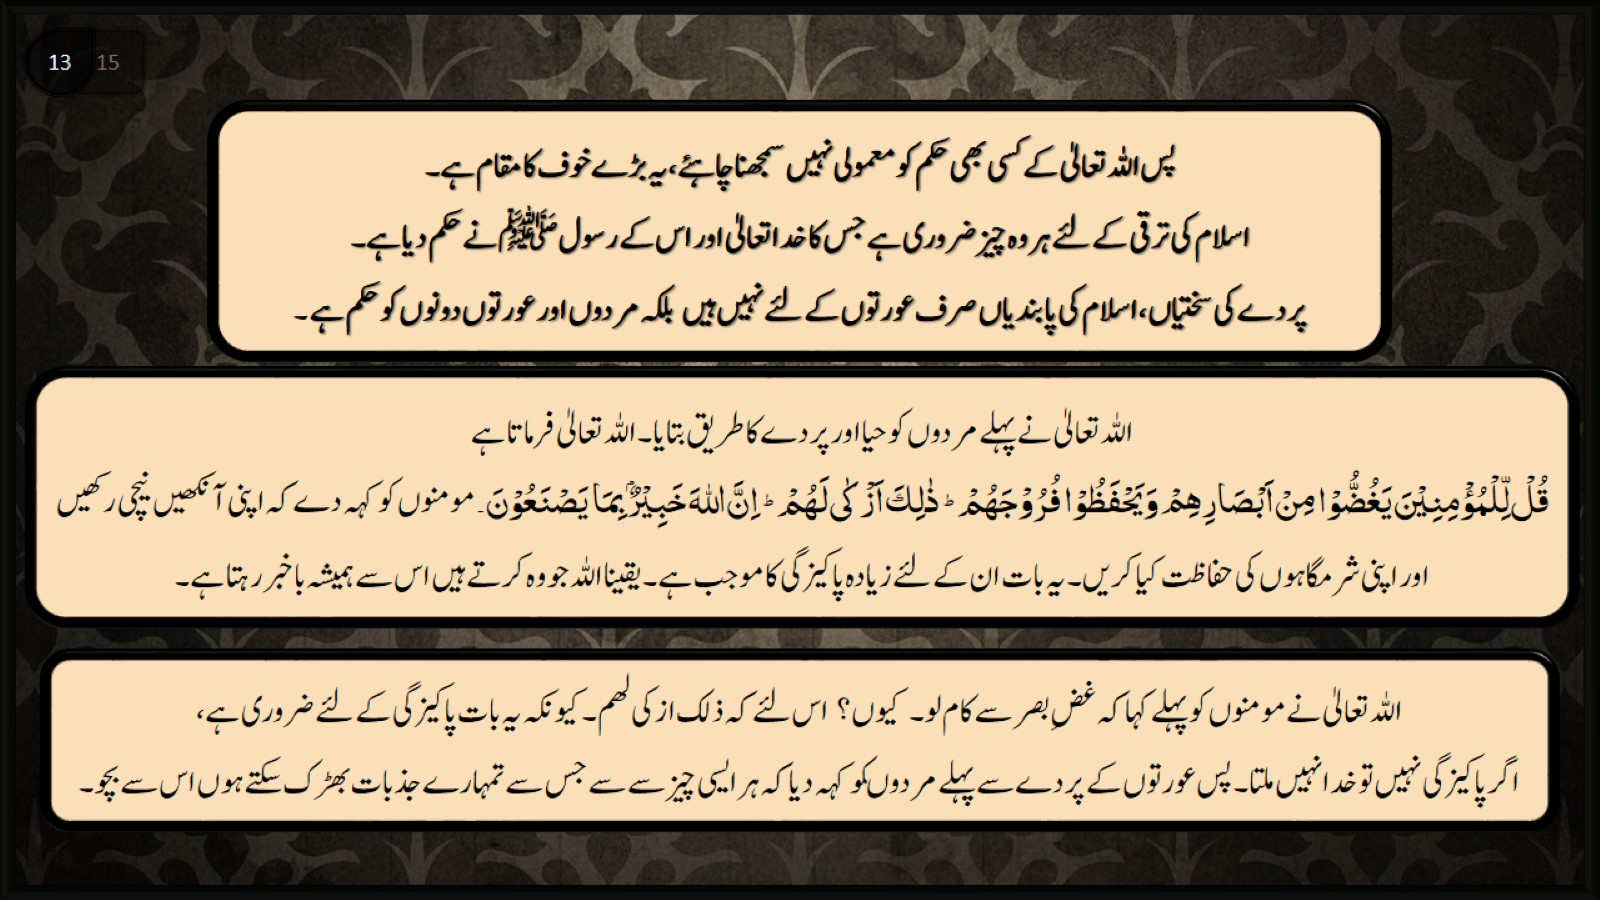 13 15
پس اللہ تعالیٰ کے کسی بھی حکم کو معمولی نہیں سمجھنا چاہئے، یہ بڑے خوف کا مقام ہے۔
اسلام کی ترقی کے لئے ہر وہ چیز ضروری ہے جس کا خدا تعالیٰ اور اس کے رسول ﷺ نے حکم دیا ہے۔
پردے کی سختیاں، اسلام کی پابندیاں صرف عورتوں کے لئے نہیں ہیں بلکہ مردوں اور عورتوں دونوں کو حکم ہے۔
اللہ تعالیٰ نے پہلے مردوں کو حیا اور پردے کا طریق بتایا۔ اللہ تعالیٰ فرماتا ہے
قُلْ لِّلْمُؤْمِنِیْنَ یَغُضُّوْا مِنْ اَبْصَارِھِمْ وَیَحْفَظُوْا فُرُوْجَھُمْ ؕ ذٰلِكَ اَزْکٰی لَھُمْ ؕ اِنَّ اللہَ خَبِیْرٌۢ بِمَا یَصْنَعُوْنَ۔ مومنوں کو کہہ دے کہ اپنی آنکھیں نیچی رکھیں
اور اپنی شرمگاہوں کی حفاظت کیا کریں۔ یہ بات ان کے لئے زیادہ پاکیزگی کا موجب ہے۔ یقینا اللہ جو وہ کرتے ہیں اس سے ہمیشہ باخبر رہتا ہے۔
اللہ تعالیٰ نے مومنوں کو پہلے کہا کہ غضِ بصر سے کام لو۔ کیوں؟ اس لئے کہ ذلک از کی لھم۔ کیونکہ یہ بات پاکیزگی کے لئے ضروری ہے،
اگر پاکیزگی نہیں تو خدا نہیں ملتا۔ پس عورتوں کے پردے سے پہلے مردوں کو کہہ دیا کہ ہر ایسی چیز سے سے جس سے تمہارے جذبات بھڑک سکتے ہوں اس سے بچو۔